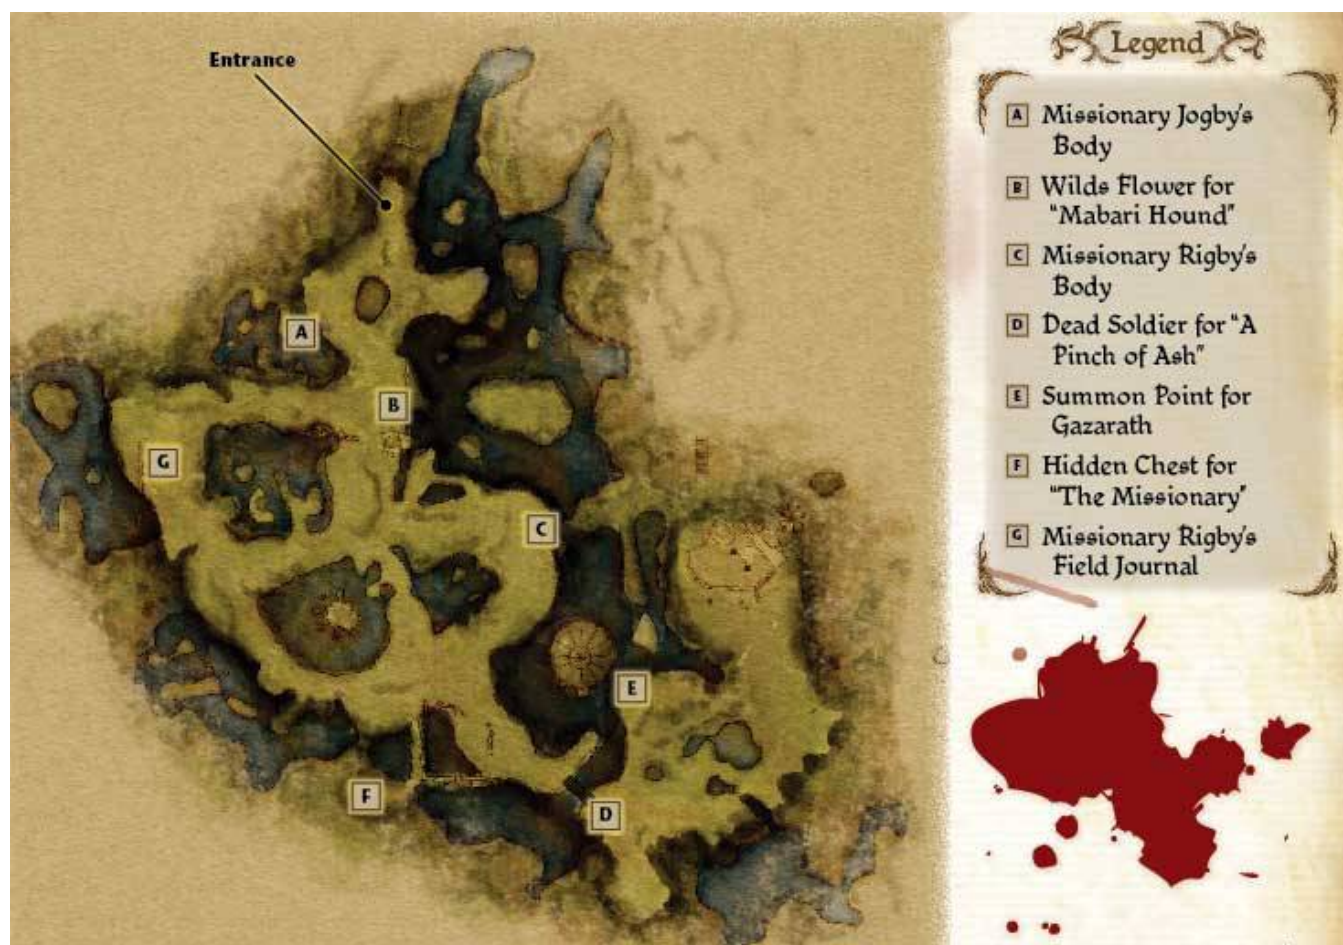 Entrance
A
B
G
C
E
F
D
Legend
A Missionary Jogby's
Body
B Wilds Flower for
"Mabari Hound"
C Missionary Rigby's
Body
D Dead Soldier for "A
Pinch of Ash"
E Summon Point for
Gazarath
F Hidden Chest for
"The Missionary"
G Missionary Rigby's
Field Journal